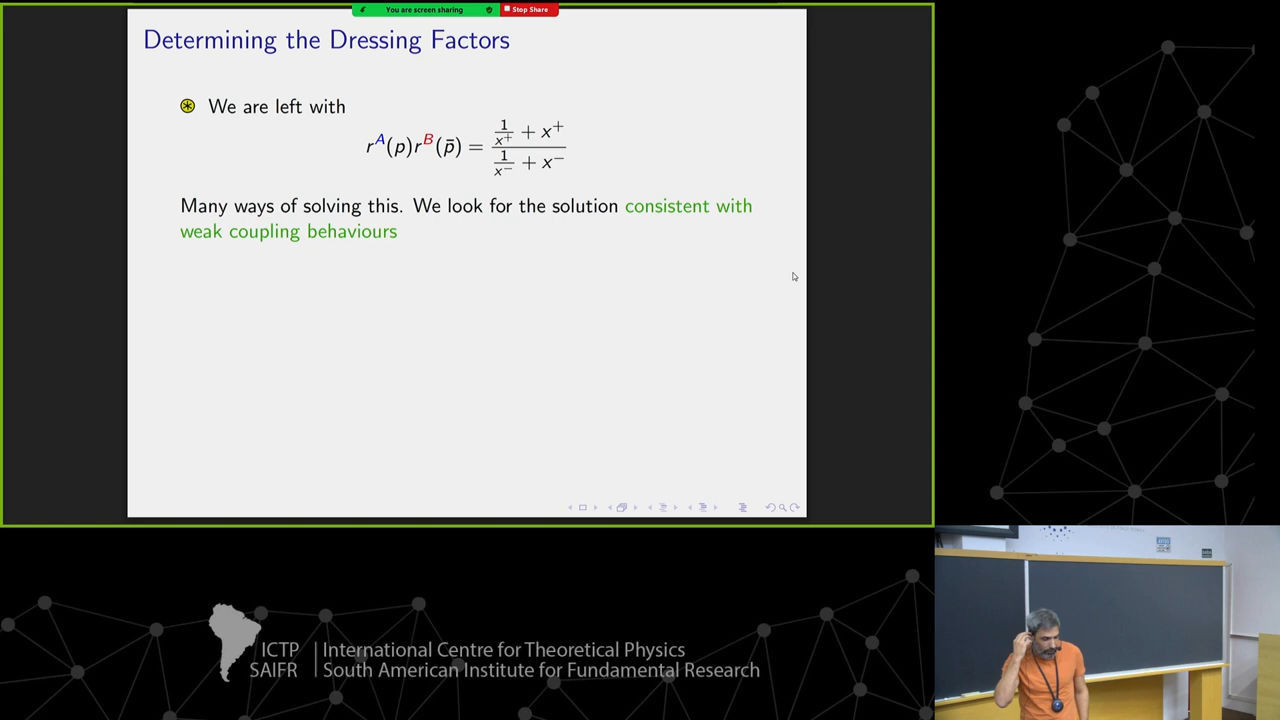 You are screen sharing
Stop Share
Determining the Dressing Factors
We are left with
r^A(p)r^B(p̄) = (1/x⁺ + x⁺)/(1/x⁻ + x⁻)
Many ways of solving this. We look for the solution consistent with
weak coupling behaviours
ICTP International Centre for Theoretical Physics
SAIFR South American Institute for Fundamental Research